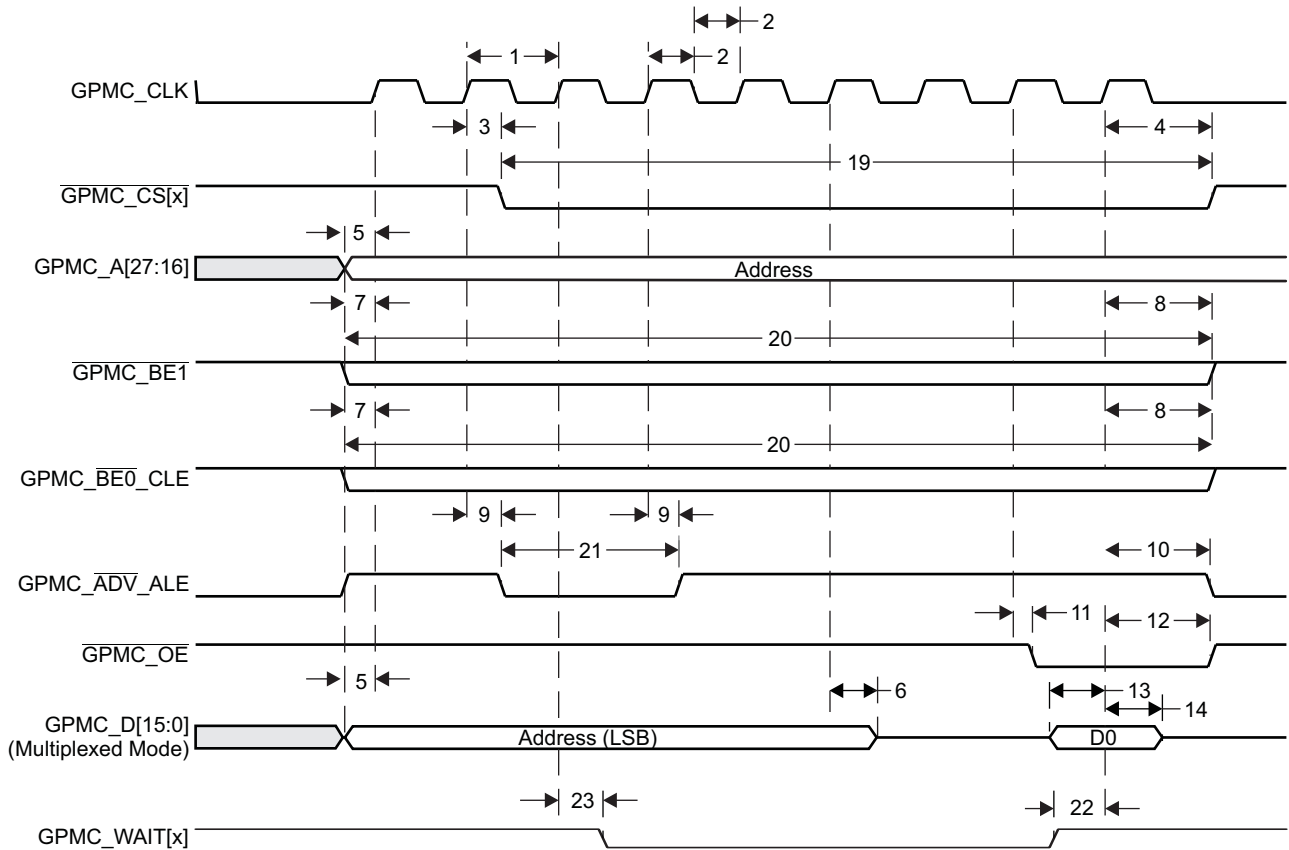 2
1
2
GPMC_CLK
3
4
19
GPMC_CS[x]
5
GPMC_A[27:16]
Address
7
8
20
GPMC_BE1
7
8
20
GPMC_BE0_CLE
9
9
21
10
GPMC_ADV_ALE
11
12
GPMC_OE
5
6
13
14
GPMC_D[15:0]
(Multiplexed Mode)
Address (LSB)
D0
23
22
GPMC_WAIT[x]